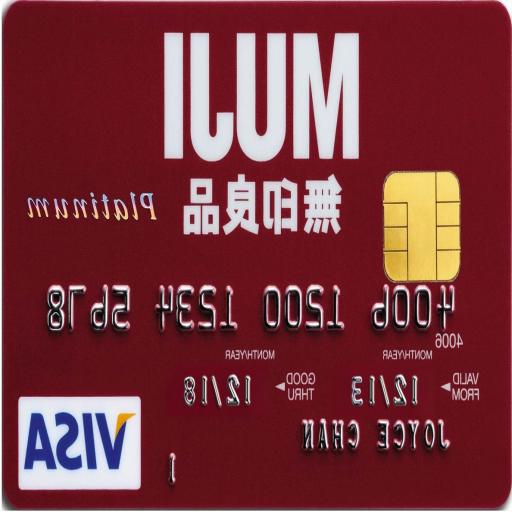 MUJI
無印良品
Platinum
4006 1200 1234 5678
4006
MONTH/YEAR MONTH/YEAR
VALID FROM 12/13 GOOD THRU 12/18
JOYCE CHAN
1
VISA